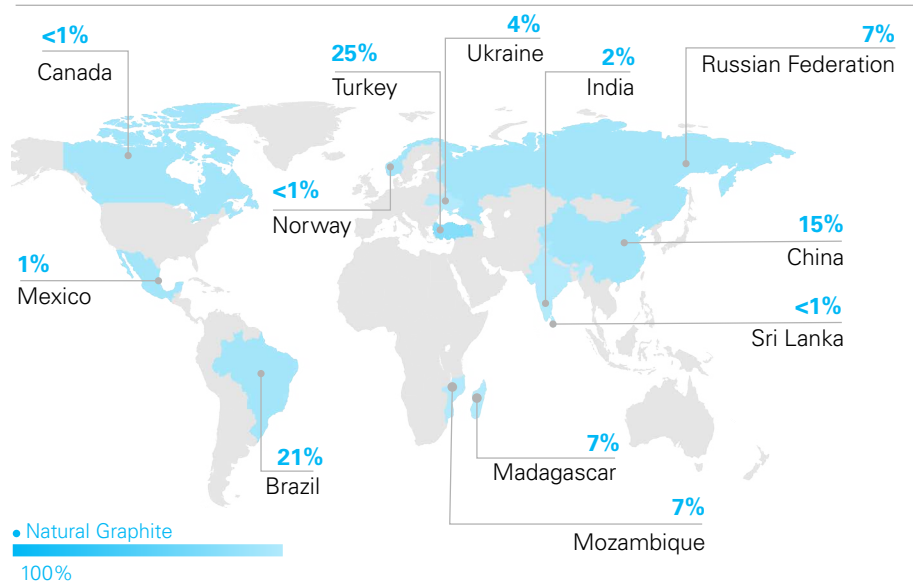 <1%
Canada
25%
Turkey
4%
Ukraine
2%
India
7%
Russian Federation
<1%
Norway
15%
China
1%
Mexico
<1%
Sri Lanka
21%
Brazil
7%
Madagascar
7%
Mozambique
Natural Graphite
100%